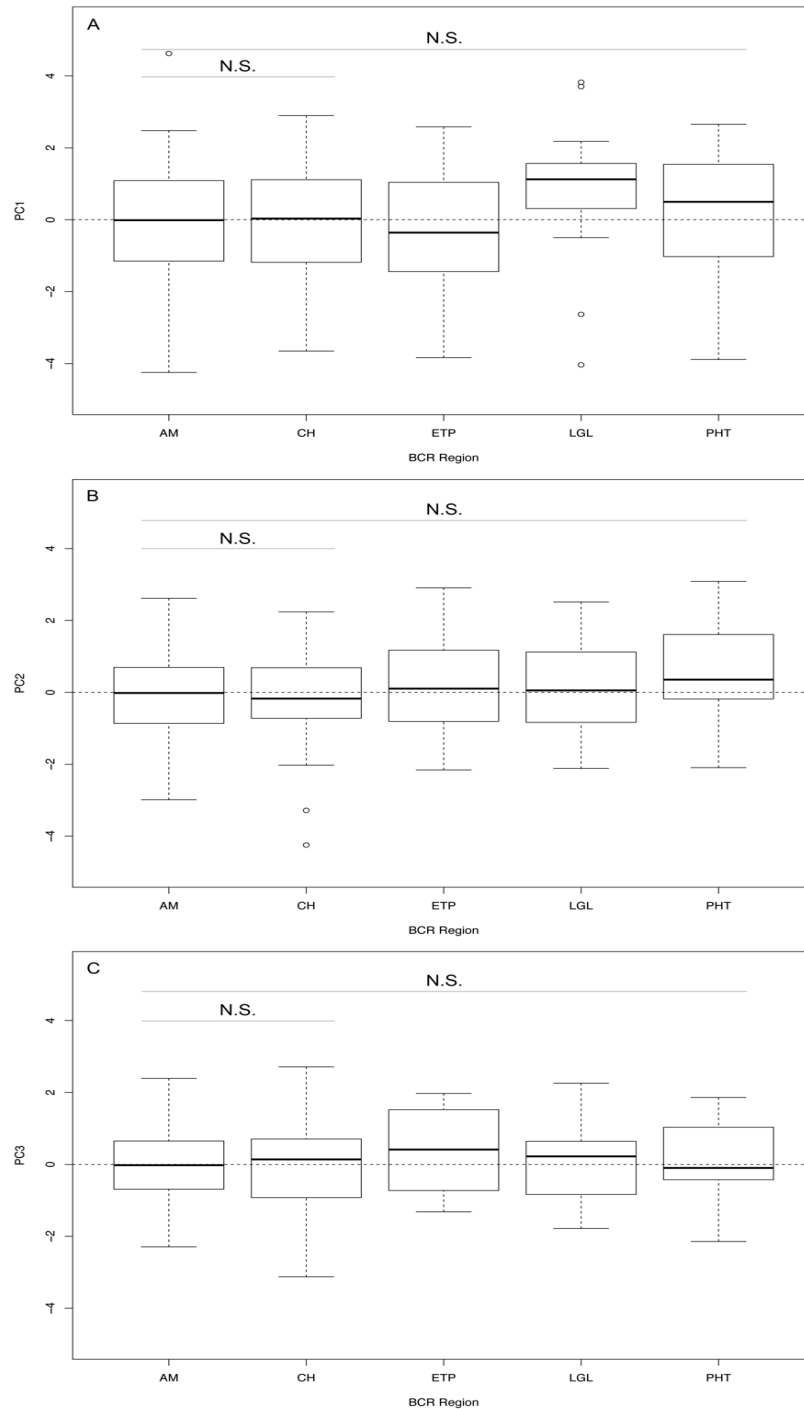 A
N.S.
N.S.
4
2
0
-2
-4
PC1
AM CH ETP LGL PHT
BCR Region
B
N.S.
N.S.
4
2
0
-2
-4
PC2
AM CH ETP LGL PHT
BCR Region
C
N.S.
N.S.
4
2
0
-2
-4
PC3
AM CH ETP LGL PHT
BCR Region